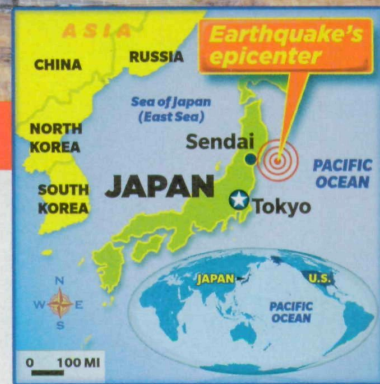 ASIA
Earthquake's
epicenter
CHINA
RUSSIA
Sea of Japan
(East Sea)
NORTH
KOREA
Sendai
PACIFIC
OCEAN
SOUTH
KOREA
JAPAN
Tokyo
N
W E
S
JAPAN
U.S.
PACIFIC
OCEAN
0 100 MI